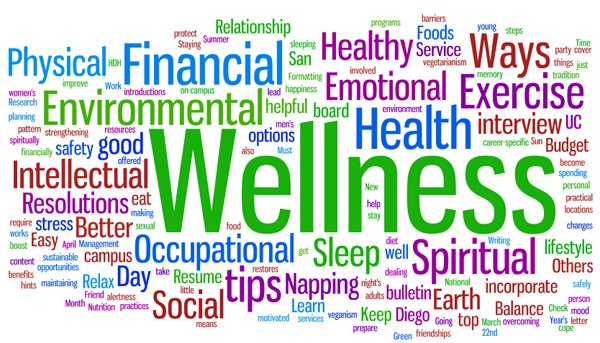 Relationship
programs
barriers
young
steps
protect
Summer
Staying
sleeping
Physical
HDH
Financial
San
Healthy
Foods
Service
vegetarianism
Ways
Time
party cover
things just
tradition
improve
Work
introductions
on-campus
lead
Formatting
happiness
involved
Emotional
memory
Exercise
women's
Research
planning
Environmental
helpful
men's
board
environment
Health
interview
UC
pattern
strengthening
resources
spiritually
financially
safety
good
offered
options
also
Must
career-specific
Sun
Budget
become
spending
Wellness
Intellectual
Resolutions
eat
making
New
help
stay
personal
practical
locations
require
works
boost
stress
Better
sexual
food
changes
Easy
April
Management
campus
Occupational
get
Sleep
diet
well
dealing
Spiritual
Writing
lifestyle
Others
content
sustainable
opportunities
benefits
hints
maintaining
Relax
Day
take
Resume
restores
little
tips
Napping
night's
adults
bulletin
National
Earth
incorporate
safely
person
mood
Month
Friend
alertness
Nutrition
practices
Social
means
motivated
Learn
services
veganism
Keep
prepare
Diego
Green
Going
friendships
top
March
22nd
overcoming
Balance
Check
Year's
letter
cope